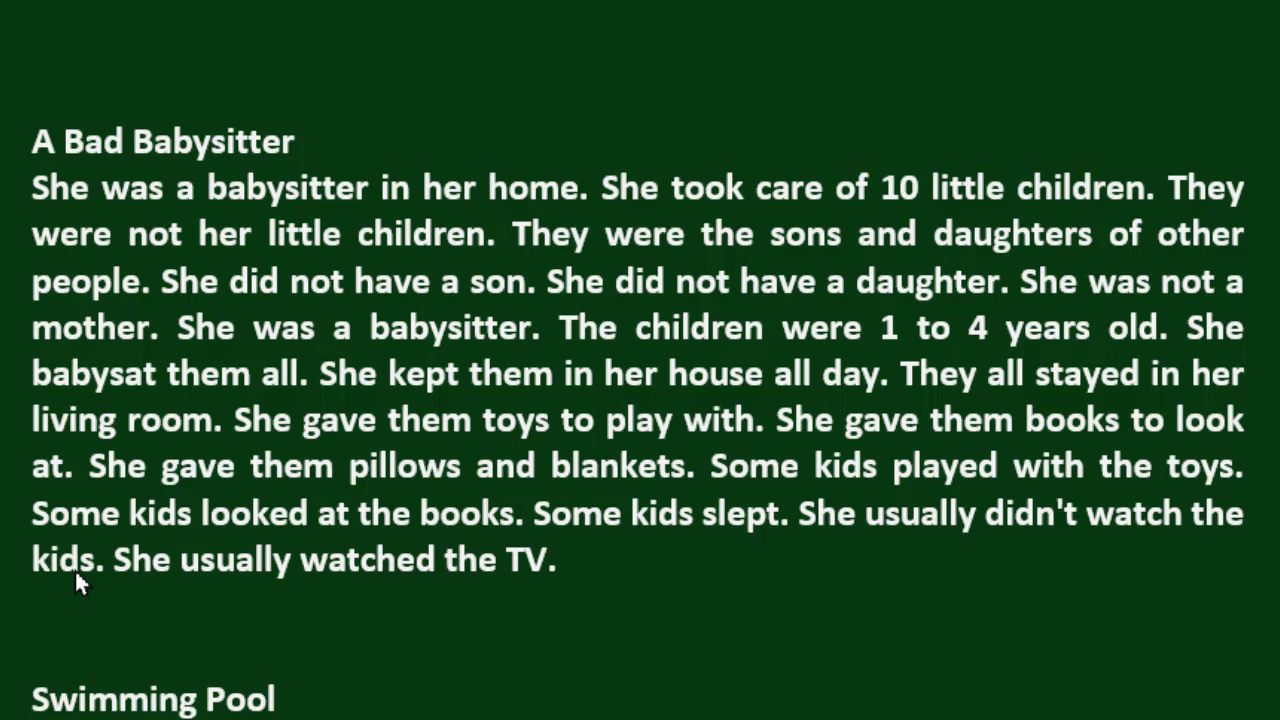 A Bad Babysitter
She was a babysitter in her home. She took care of 10 little children. They
were not her little children. They were the sons and daughters of other
people. She did not have a son. She did not have a daughter. She was not a
mother. She was a babysitter. The children were 1 to 4 years old. She
babysat them all. She kept them in her house all day. They all stayed in her
living room. She gave them toys to play with. She gave them books to look
at. She gave them pillows and blankets. Some kids played with the toys.
Some kids looked at the books. Some kids slept. She usually didn't watch the
kids. She usually watched the TV.
Swimming Pool